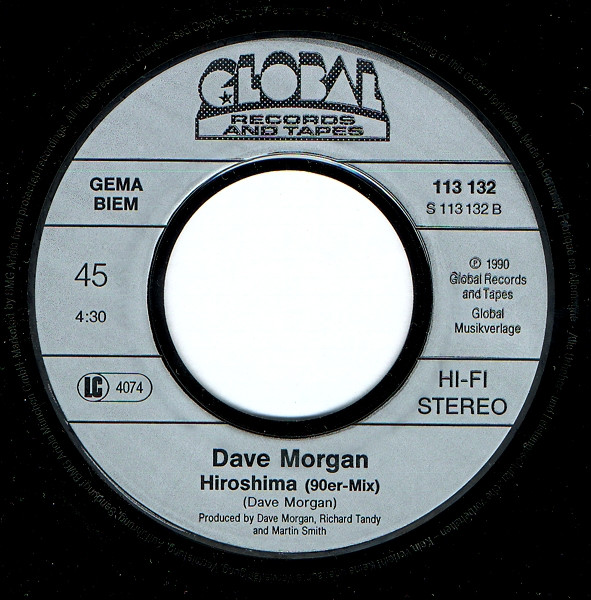 GLOBAL
RECORDS
AND TAPES
GEMA
BIEM
113 132
S 113 132 B
45
4:30
℗ 1990
Global Records
and Tapes
Global
Musikverlage
LC 4074
HI-FI
STEREO
Dave Morgan
Hiroshima (90er-Mix)
(Dave Morgan)
Produced by Dave Morgan, Richard Tandy
and Martin Smith